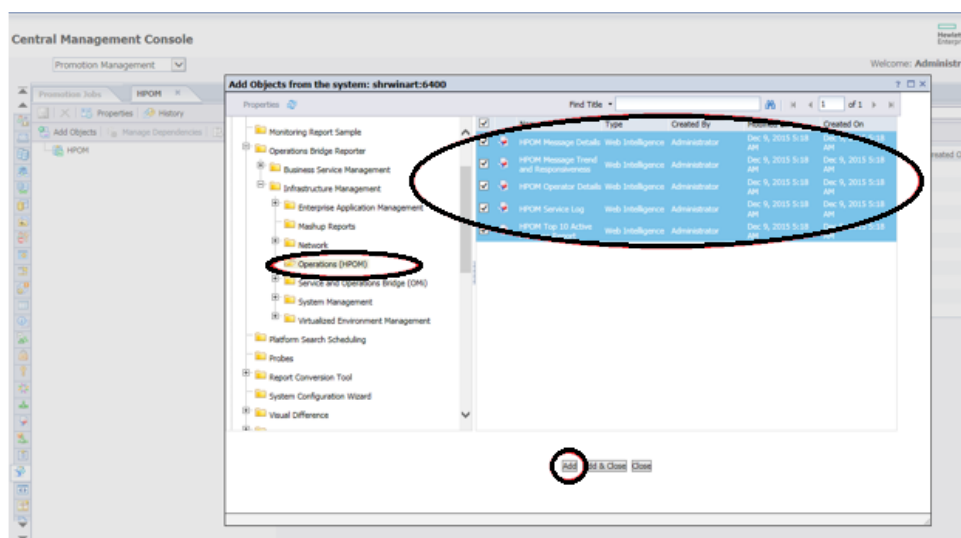 Central Management Console
Hewlett
Enterpr
Promotion Management
Welcome: Administr
Promotion Jobs
HPOM
Properties
History
Add Objects
Manage Dependencies
HPOM
Add Objects from the system: shrwinart:6400
? □ ×
Properties
Find Title
1 of 1
Monitoring Report Sample
Operations Bridge Reporter
Business Service Management
Infrastructure Management
Enterprise Application Management
Mashup Reports
Network
Operations (HPOM)
Service and Operations Bridge (OMi)
System Management
Virtualized Environment Management
Platform Search Scheduling
Probes
Report Conversion Tool
System Configuration Wizard
Visual Difference
Type Created By Created On
HPOM Message Details Web Intelligence Administrator Dec 9, 2015 5:18 AM Dec 9, 2015 5:18 AM
HPOM Message Trend and Responsiveness Web Intelligence Administrator Dec 9, 2015 5:18 AM Dec 9, 2015 5:18 AM
HPOM Operator Details Web Intelligence Administrator Dec 9, 2015 5:18 AM Dec 9, 2015 5:18 AM
HPOM Service Log Web Intelligence Administrator Dec 9, 2015 5:18 AM Dec 9, 2015 5:18 AM
HPOM Top 10 Active Web Intelligence Administrator Dec 9, 2015 5:18 AM Dec 9, 2015 5:18 AM
Add
Add & Close
Close